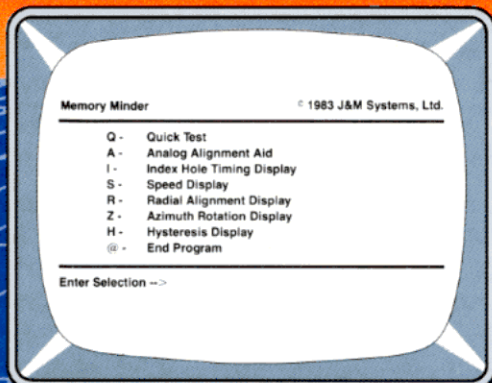 Memory Minder © 1983 J&M Systems, Ltd.
Q - Quick Test
A - Analog Alignment Aid
I - Index Hole Timing Display
S - Speed Display
R - Radial Alignment Display
Z - Azimuth Rotation Display
H - Hysteresis Display
@ - End Program
Enter Selection -->